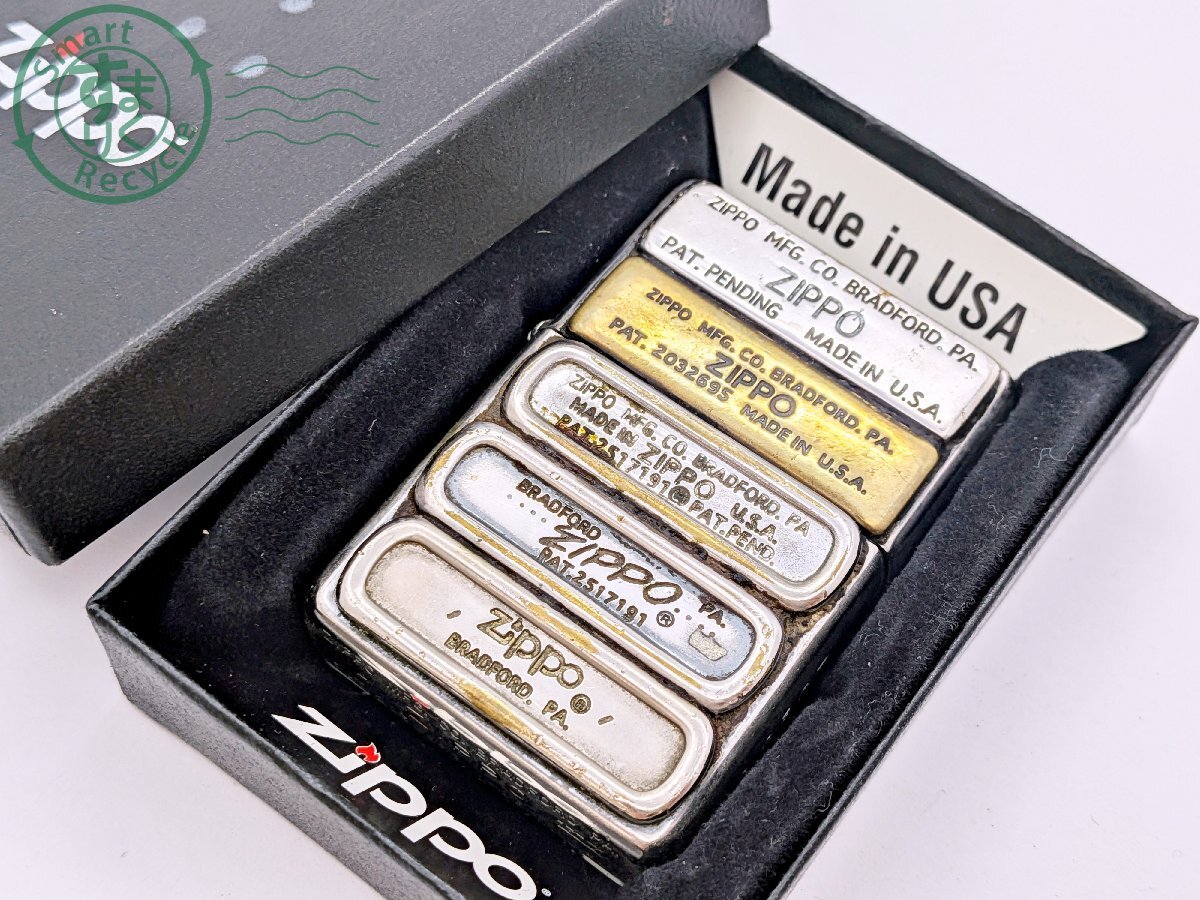 zippo
Smart
すまりく
Recycle
Made in USA
ZIPPO MFG. CO. BRADFORD. PA.
ZIPPO
PAT. PENDING MADE IN U.S.A.
ZIPPO MFG. CO. BRADFORD. PA.
ZIPPO
PAT. 2032695 MADE IN U.S.A.
ZIPPO MFG. CO. BRADFORD. PA
MADE IN ZIPPO U.S.A.
PAT.2517191® PAT.PEND.
BRADFORD. PA.
ZIPPO
PAT.2517191 ®
/ zippo ® /
BRADFORD. PA.
zippo